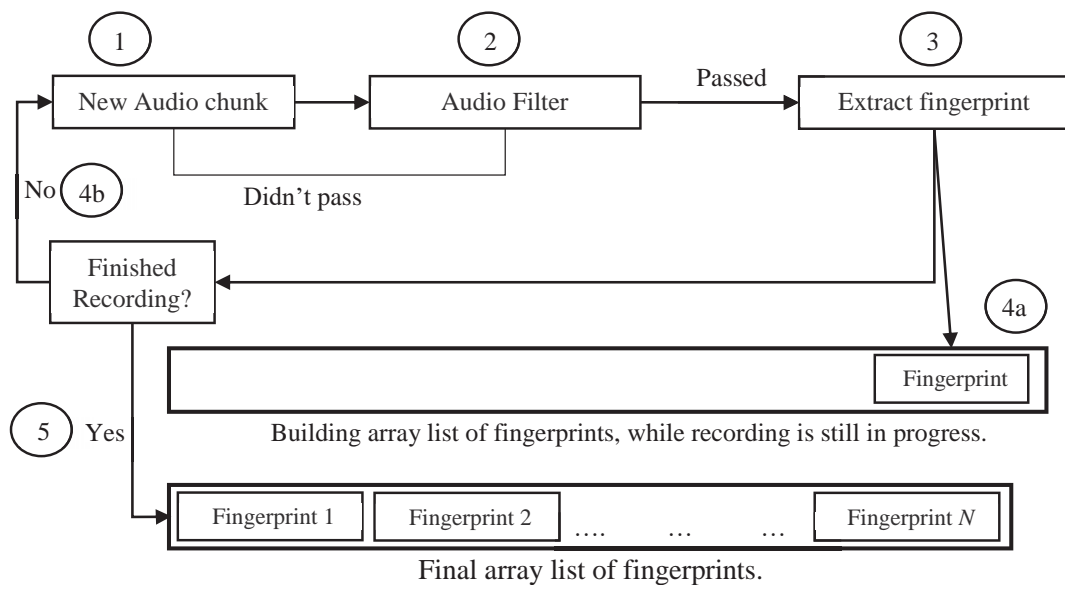 1
2
3
New Audio chunk
Audio Filter
Passed
Extract fingerprint
Didn’t pass
No
4b
Finished
Recording?
4a
Fingerprint
Building array list of fingerprints, while recording is still in progress.
5
Yes
Fingerprint 1
Fingerprint 2
….
…
…
Fingerprint N
Final array list of fingerprints.